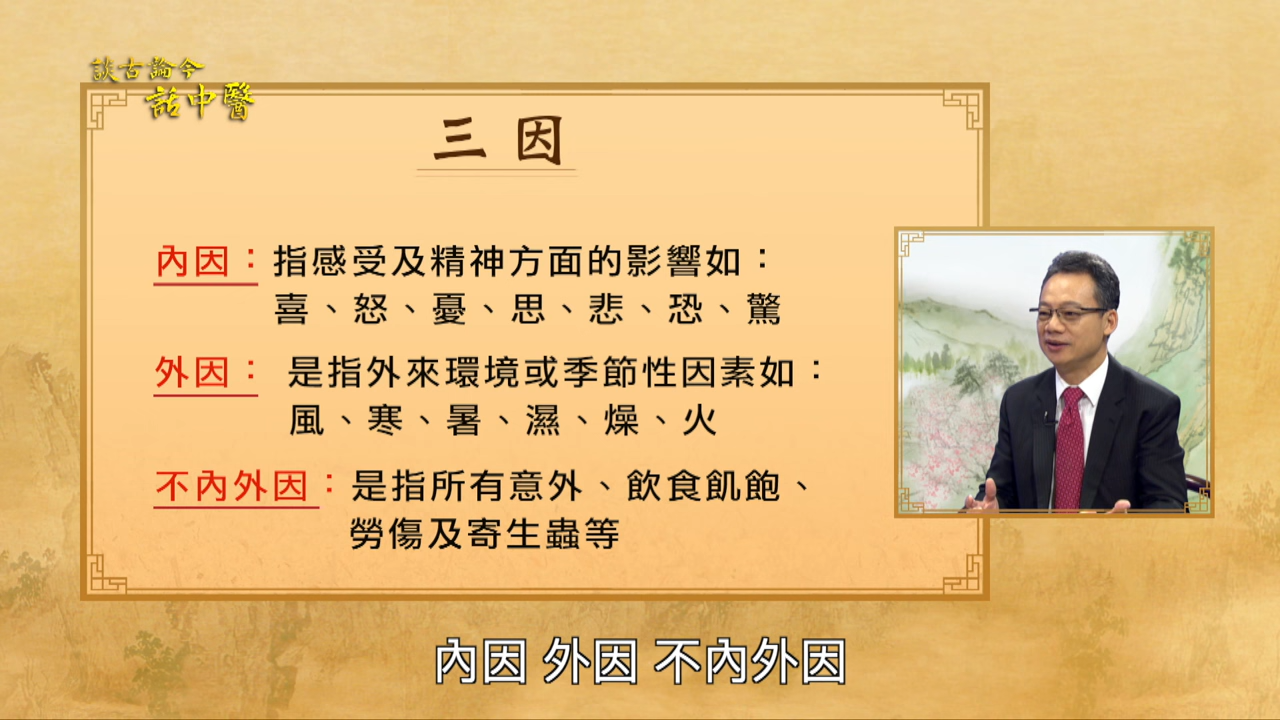 談古論今
話中醫
三因
內因：指感受及精神方面的影響如：
喜、怒、憂、思、悲、恐、驚
外因：是指外來環境或季節性因素如：
風、寒、暑、濕、燥、火
不內外因：是指所有意外、飲食飢飽、
勞傷及寄生蟲等
內因 外因 不內外因